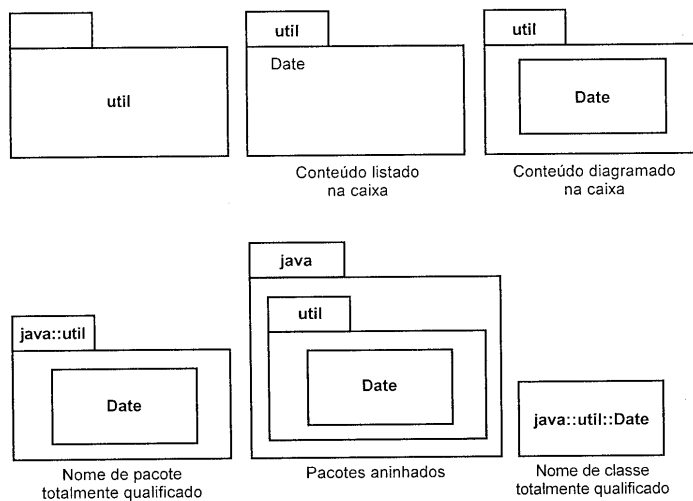 util
util
Date
Conteúdo listado
na caixa
util
Date
Conteúdo diagramado
na caixa
java::util
Date
Nome de pacote
totalmente qualificado
java
util
Date
Pacotes aninhados
java::util::Date
Nome de classe
totalmente qualificado